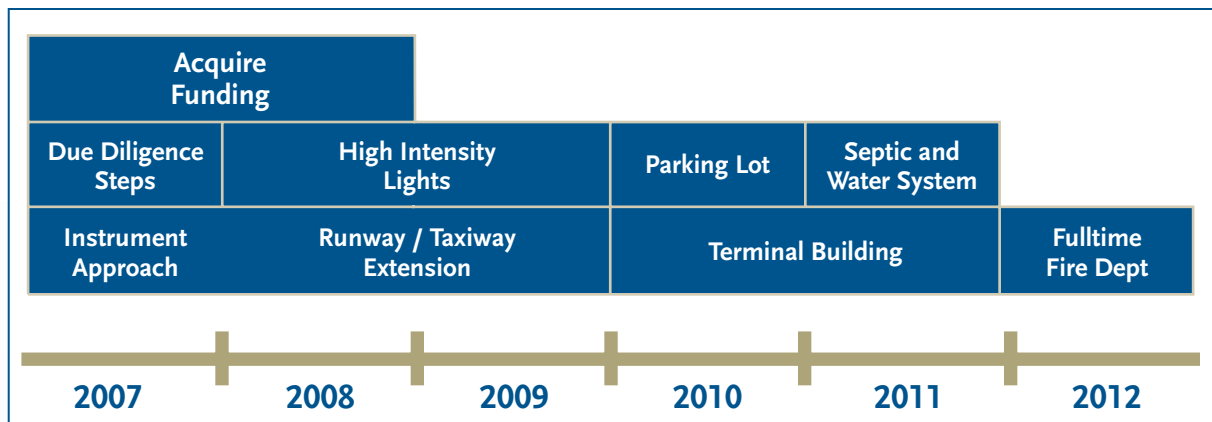 Acquire
Funding
Due Diligence
Steps
High Intensity
Lights
Parking Lot
Septic and
Water System
Instrument
Approach
Runway / Taxiway
Extension
Terminal Building
Fulltime
Fire Dept
2007
2008
2009
2010
2011
2012